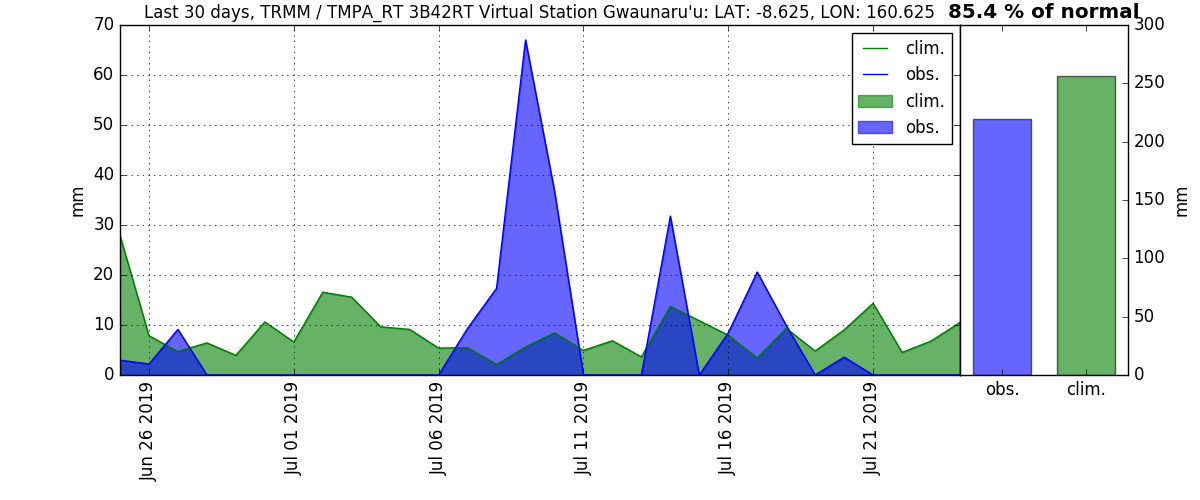 Last 30 days, TRMM / TMPA_RT 3B42RT Virtual Station Gwaunaru'u: LAT: -8.625, LON: 160.625 85.4 % of normal
70
60
50
40
30
20
10
0
mm
clim.
obs.
clim.
obs.
Jun 26 2019
Jul 01 2019
Jul 06 2019
Jul 11 2019
Jul 16 2019
Jul 21 2019
300
250
200
150
100
50
0
mm
obs. clim.